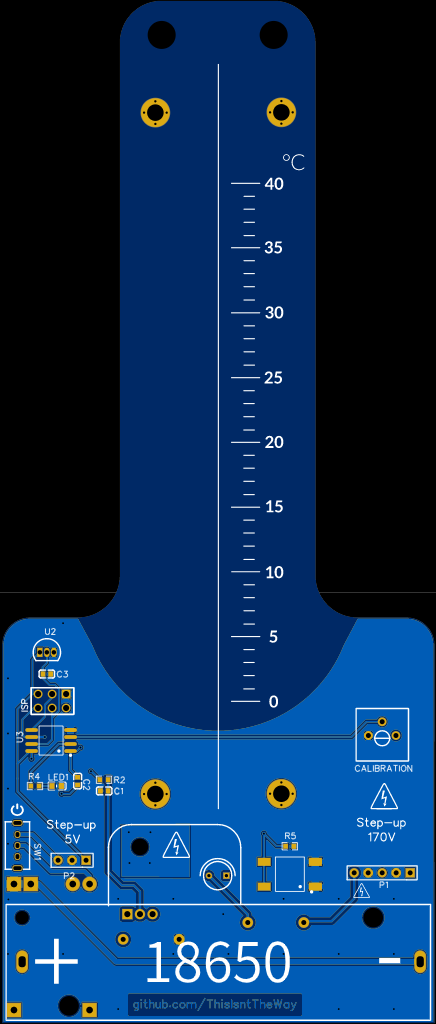 °C
40
35
30
25
20
15
10
5
0
U2
C3
ISP
U3
CALIBRATION
R4
LED1
C2
R2
C1
Step-up
5V
Step-up
170V
SW1
R5
P2
P1
+
18650
-
github.com/ThisIsntTheWay